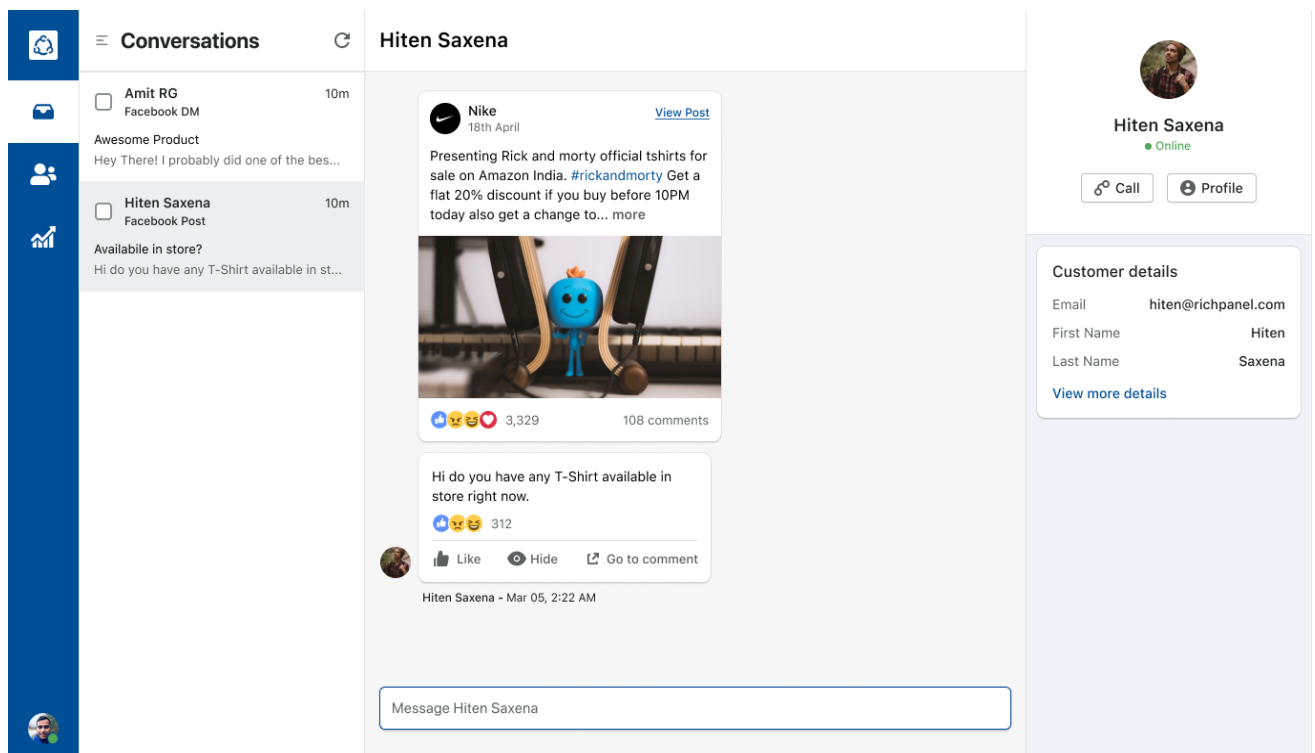 Conversations
Amit RG
10m
Facebook DM
Awesome Product
Hey There! I probably did one of the bes...
Hiten Saxena
10m
Facebook Post
Availabile in store?
Hi do you have any T-Shirt available in st...
Hiten Saxena
Nike
View Post
18th April
Presenting Rick and morty official tshirts for
sale on Amazon India. #rickandmorty Get a
flat 20% discount if you buy before 10PM
today also get a change to... more
3,329
108 comments
Hi do you have any T-Shirt available in
store right now.
312
Like
Hide
Go to comment
Hiten Saxena - Mar 05, 2:22 AM
Message Hiten Saxena
Hiten Saxena
Online
Call
Profile
Customer details
Email
hiten@richpanel.com
First Name
Hiten
Last Name
Saxena
View more details